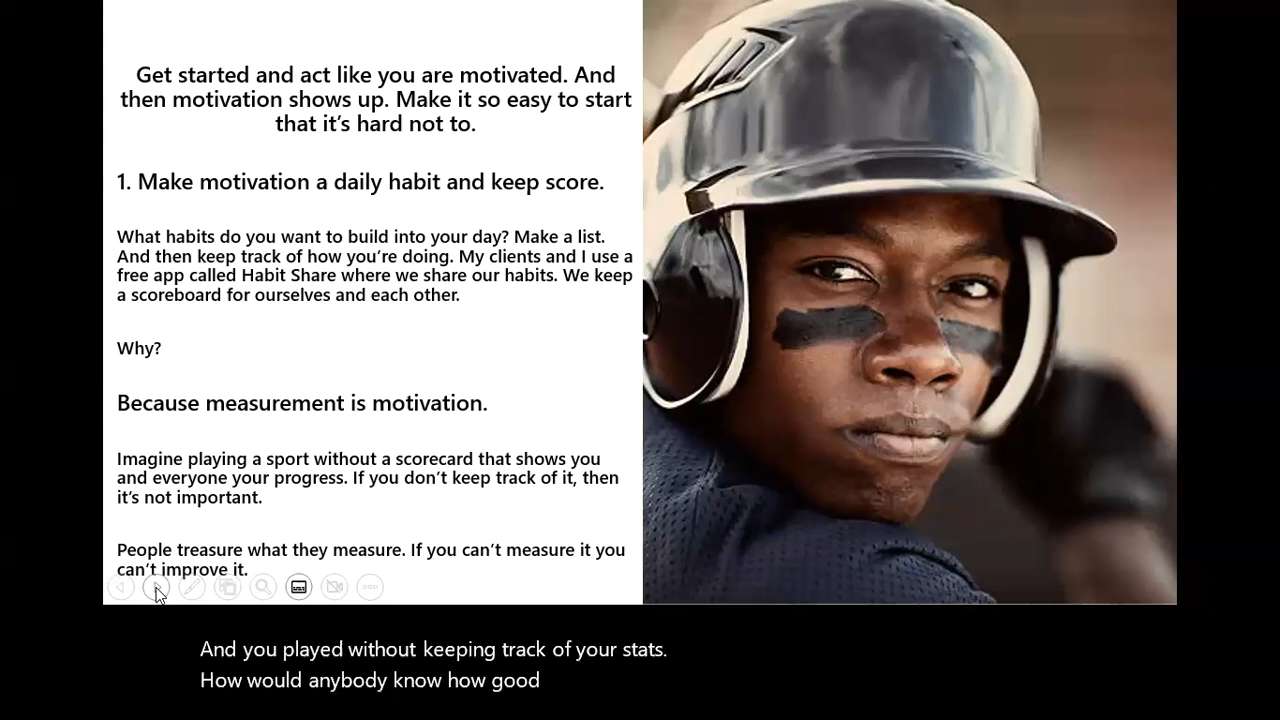 Get started and act like you are motivated. And
then motivation shows up. Make it so easy to start
that it's hard not to.
1. Make motivation a daily habit and keep score.
What habits do you want to build into your day? Make a list.
And then keep track of how you're doing. My clients and I use a
free app called Habit Share where we share our habits. We keep
a scoreboard for ourselves and each other.
Why?
Because measurement is motivation.
Imagine playing a sport without a scorecard that shows you
and everyone your progress. If you don't keep track of it, then
it's not important.
People treasure what they measure. If you can't measure it you
can't improve it.
And you played without keeping track of your stats.
How would anybody know how good